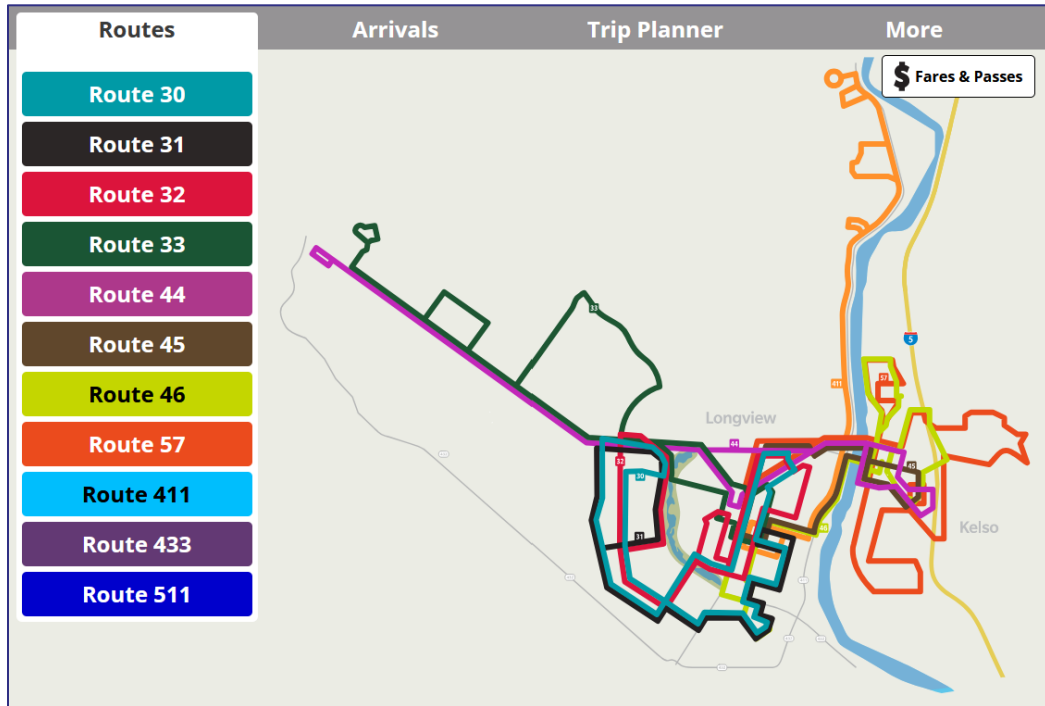 Routes
Arrivals
Trip Planner
More
$ Fares & Passes
Route 30
Route 31
Route 32
Route 33
Route 44
Route 45
Route 46
Route 57
Route 411
Route 433
Route 511
33
5
411
57
Longview
44
32
30
45
31
46
Kelso